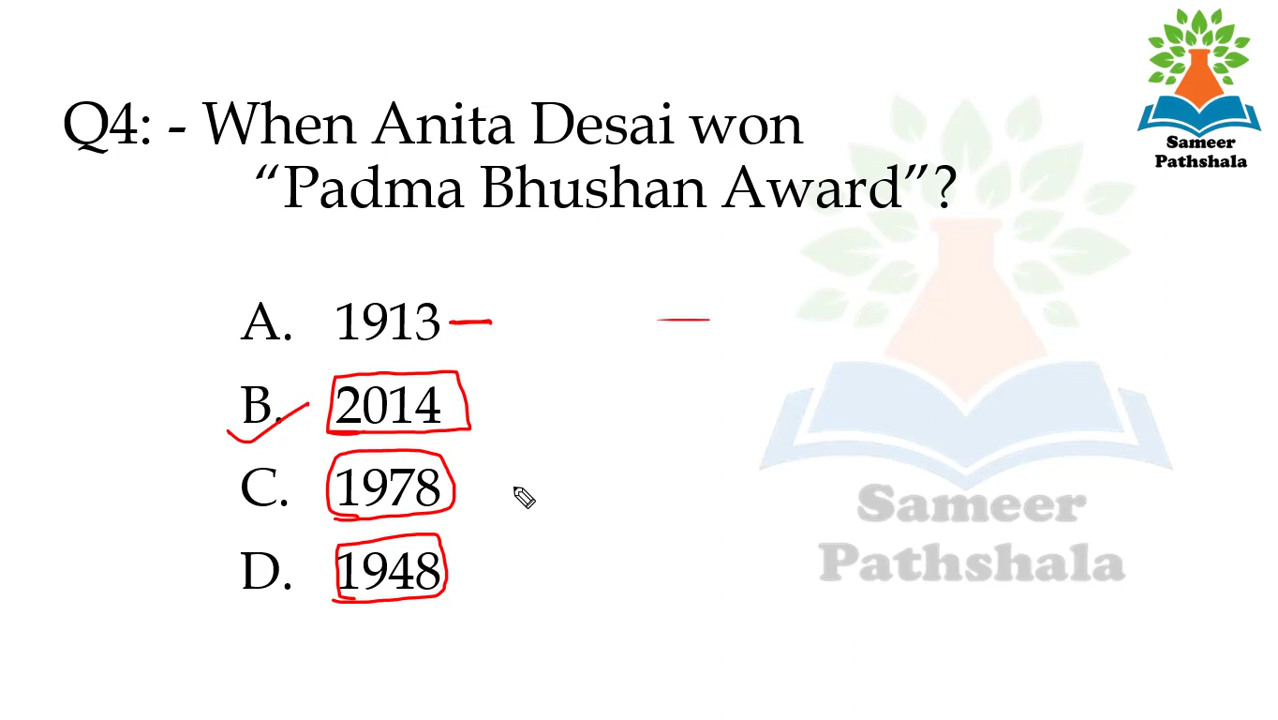 Q4: - When Anita Desai won
“Padma Bhushan Award”?
A. 1913
B. 2014
C. 1978
D. 1948
Sameer
Pathshala
Sameer
Pathshala